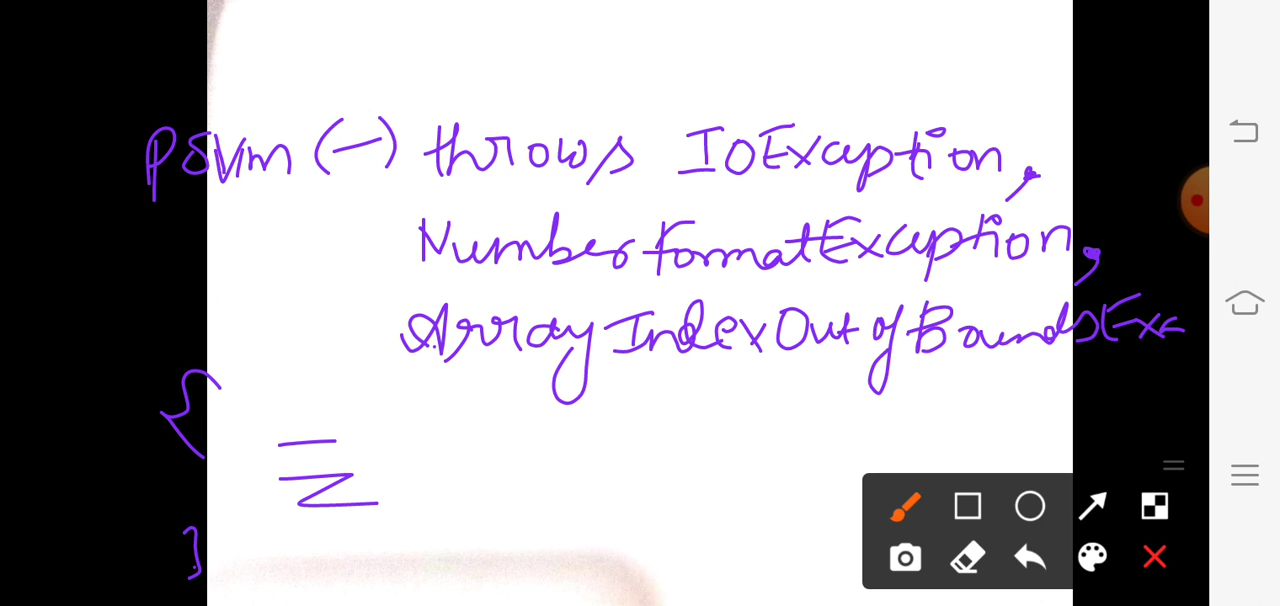 psvm (-) throws IOException,
NumberFormatException,
ArrayIndexOutOfBoundsExc
{
}